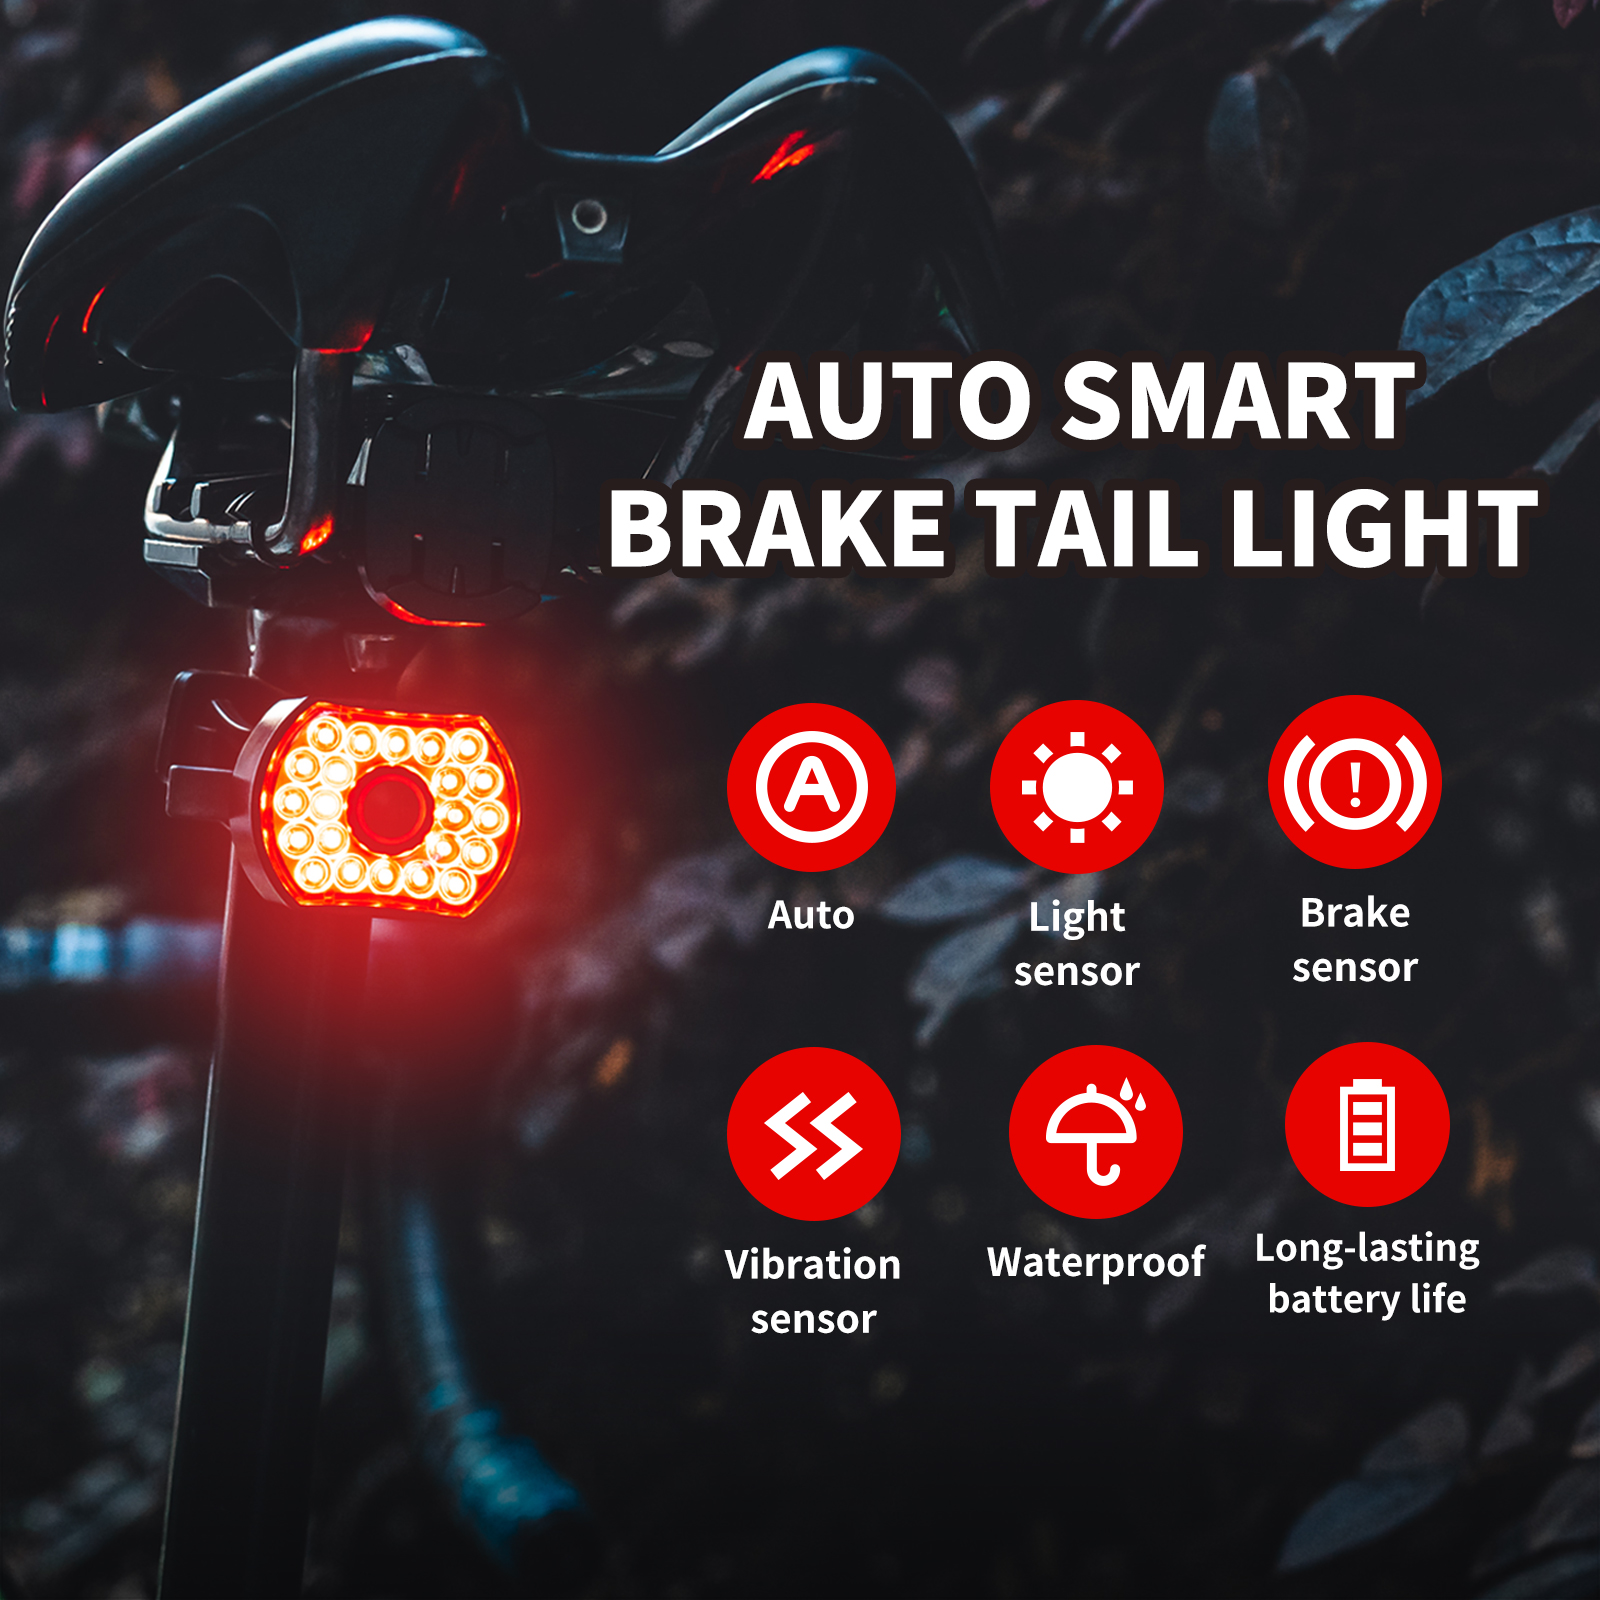 AUTO SMART
BRAKE TAIL LIGHT
A
!
Auto
Light
sensor
Brake
sensor
Vibration
sensor
Waterproof
Long-lasting
battery life